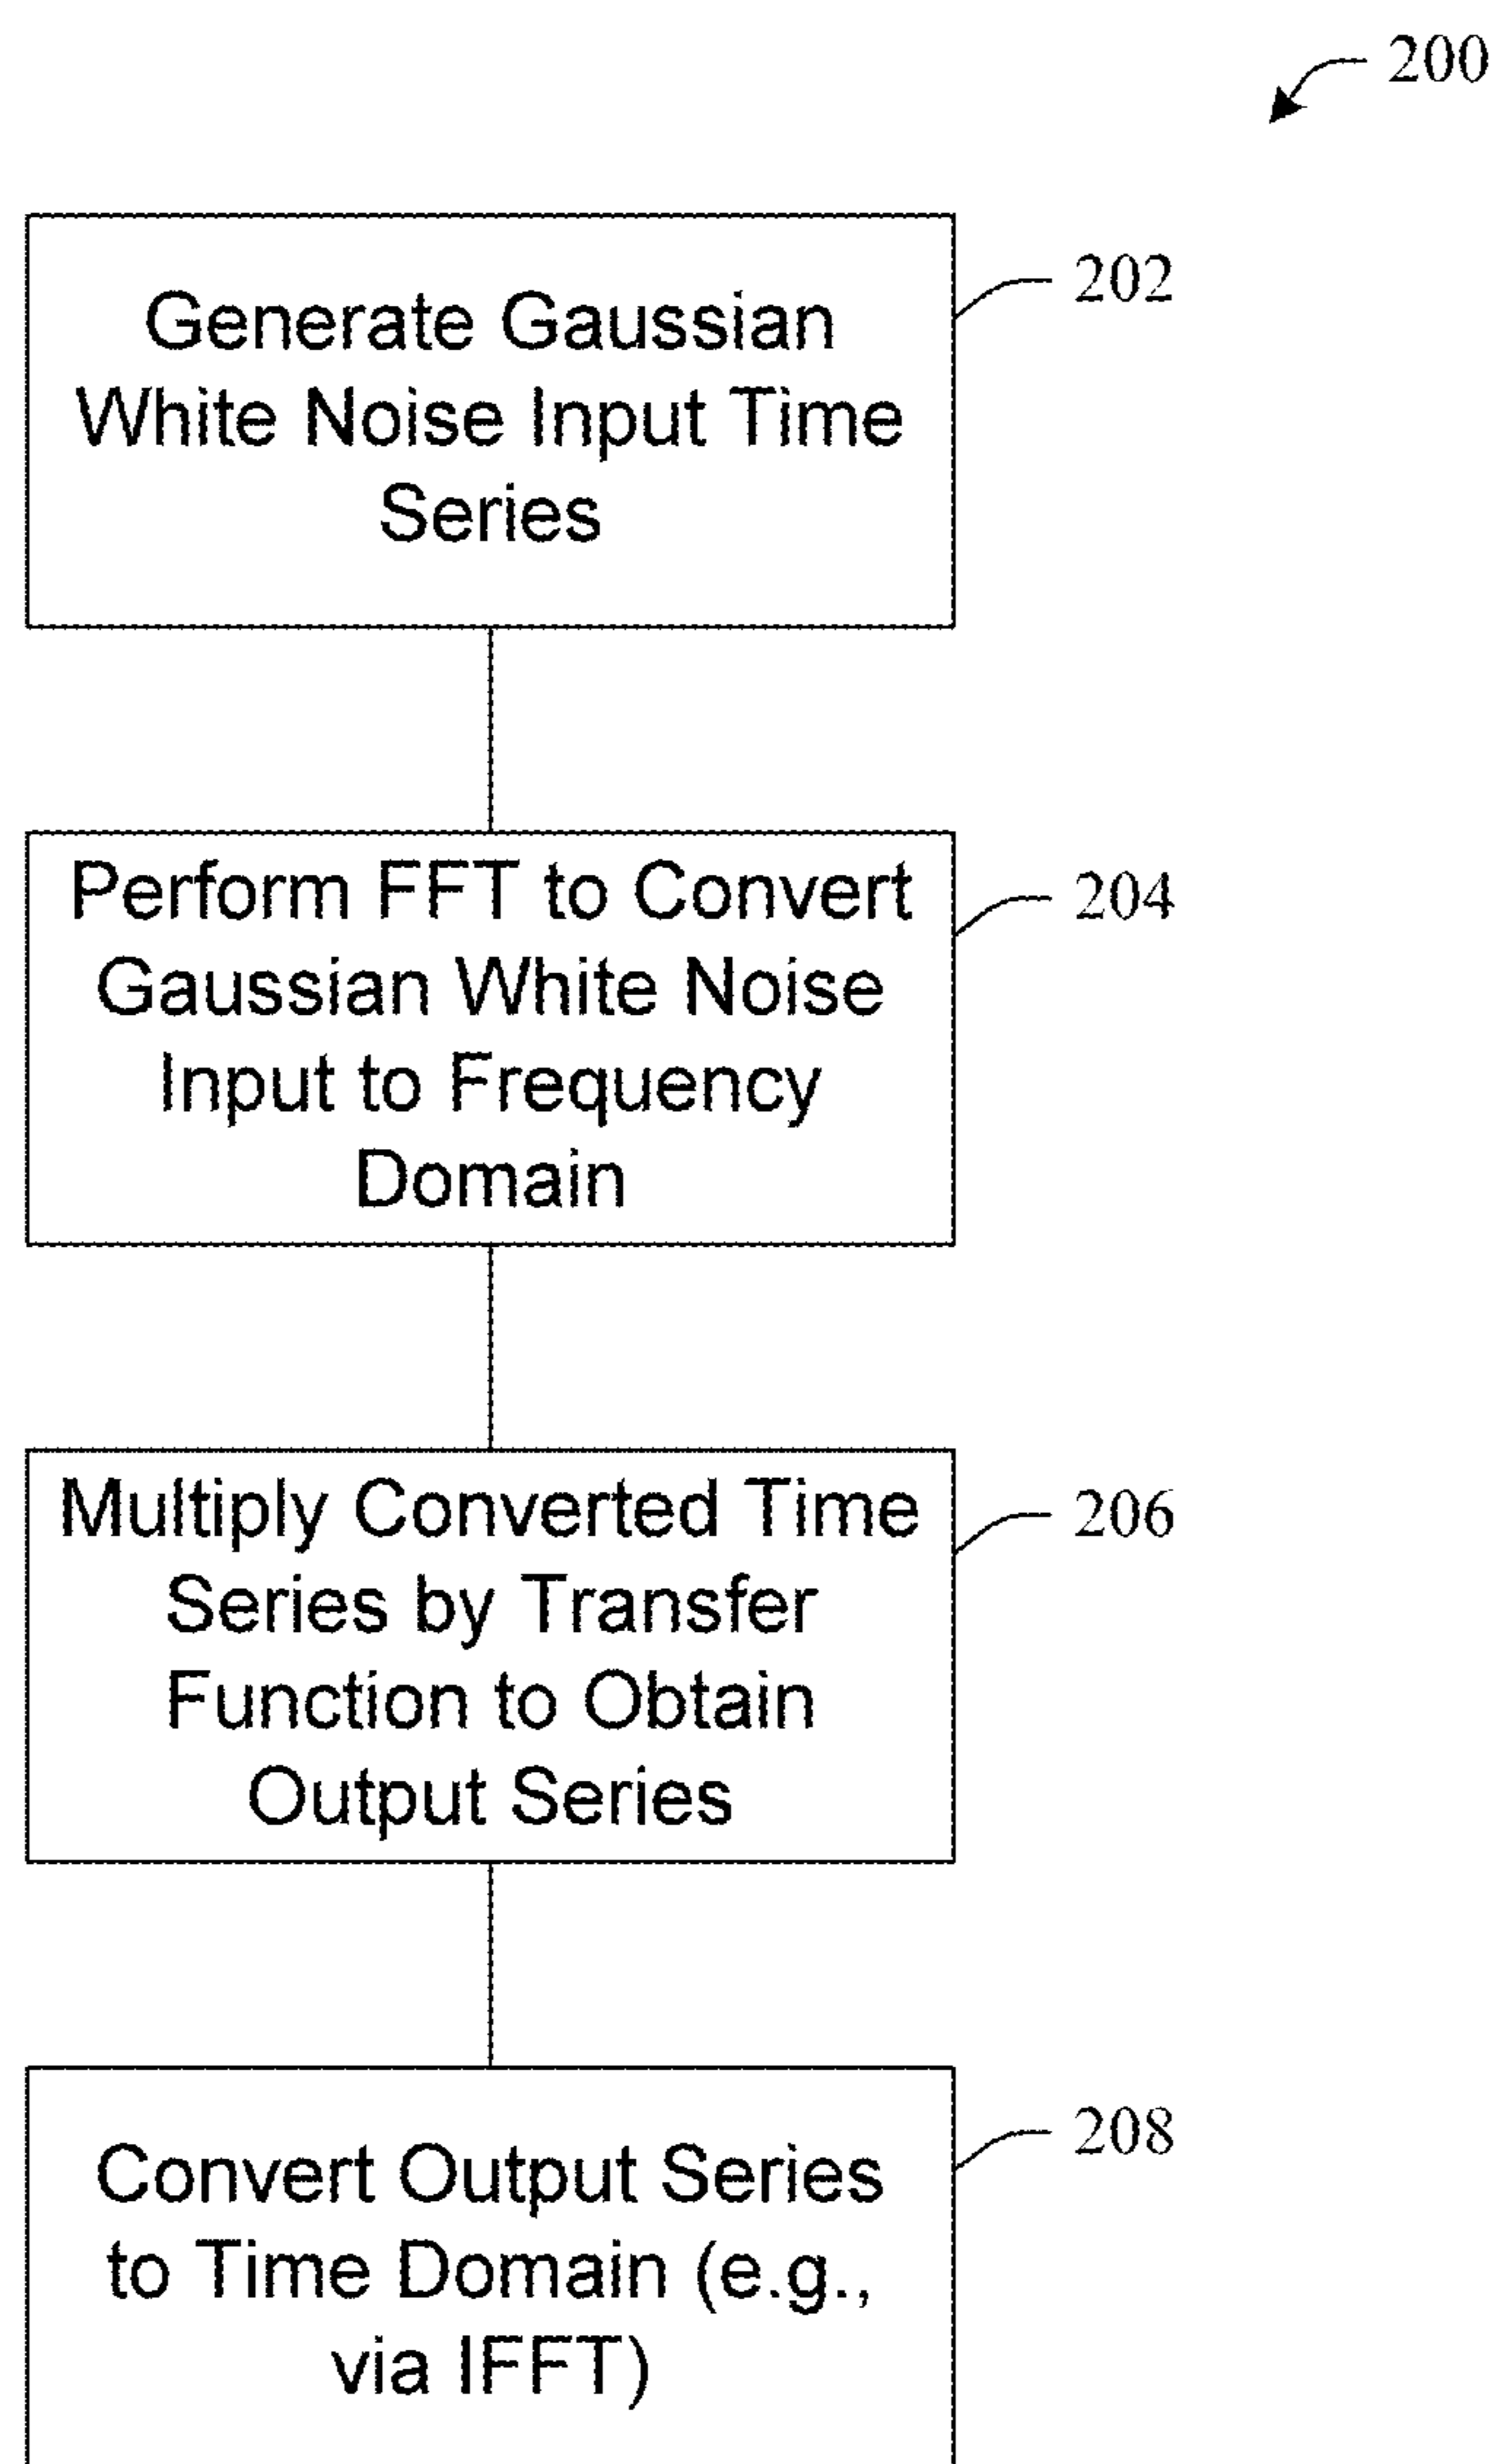 200
Generate Gaussian
White Noise Input Time
Series
202
Perform FFT to Convert
Gaussian White Noise
Input to Frequency
Domain
204
Multiply Converted Time
Series by Transfer
Function to Obtain
Output Series
206
Convert Output Series
to Time Domain (e.g.,
via IFFT)
208